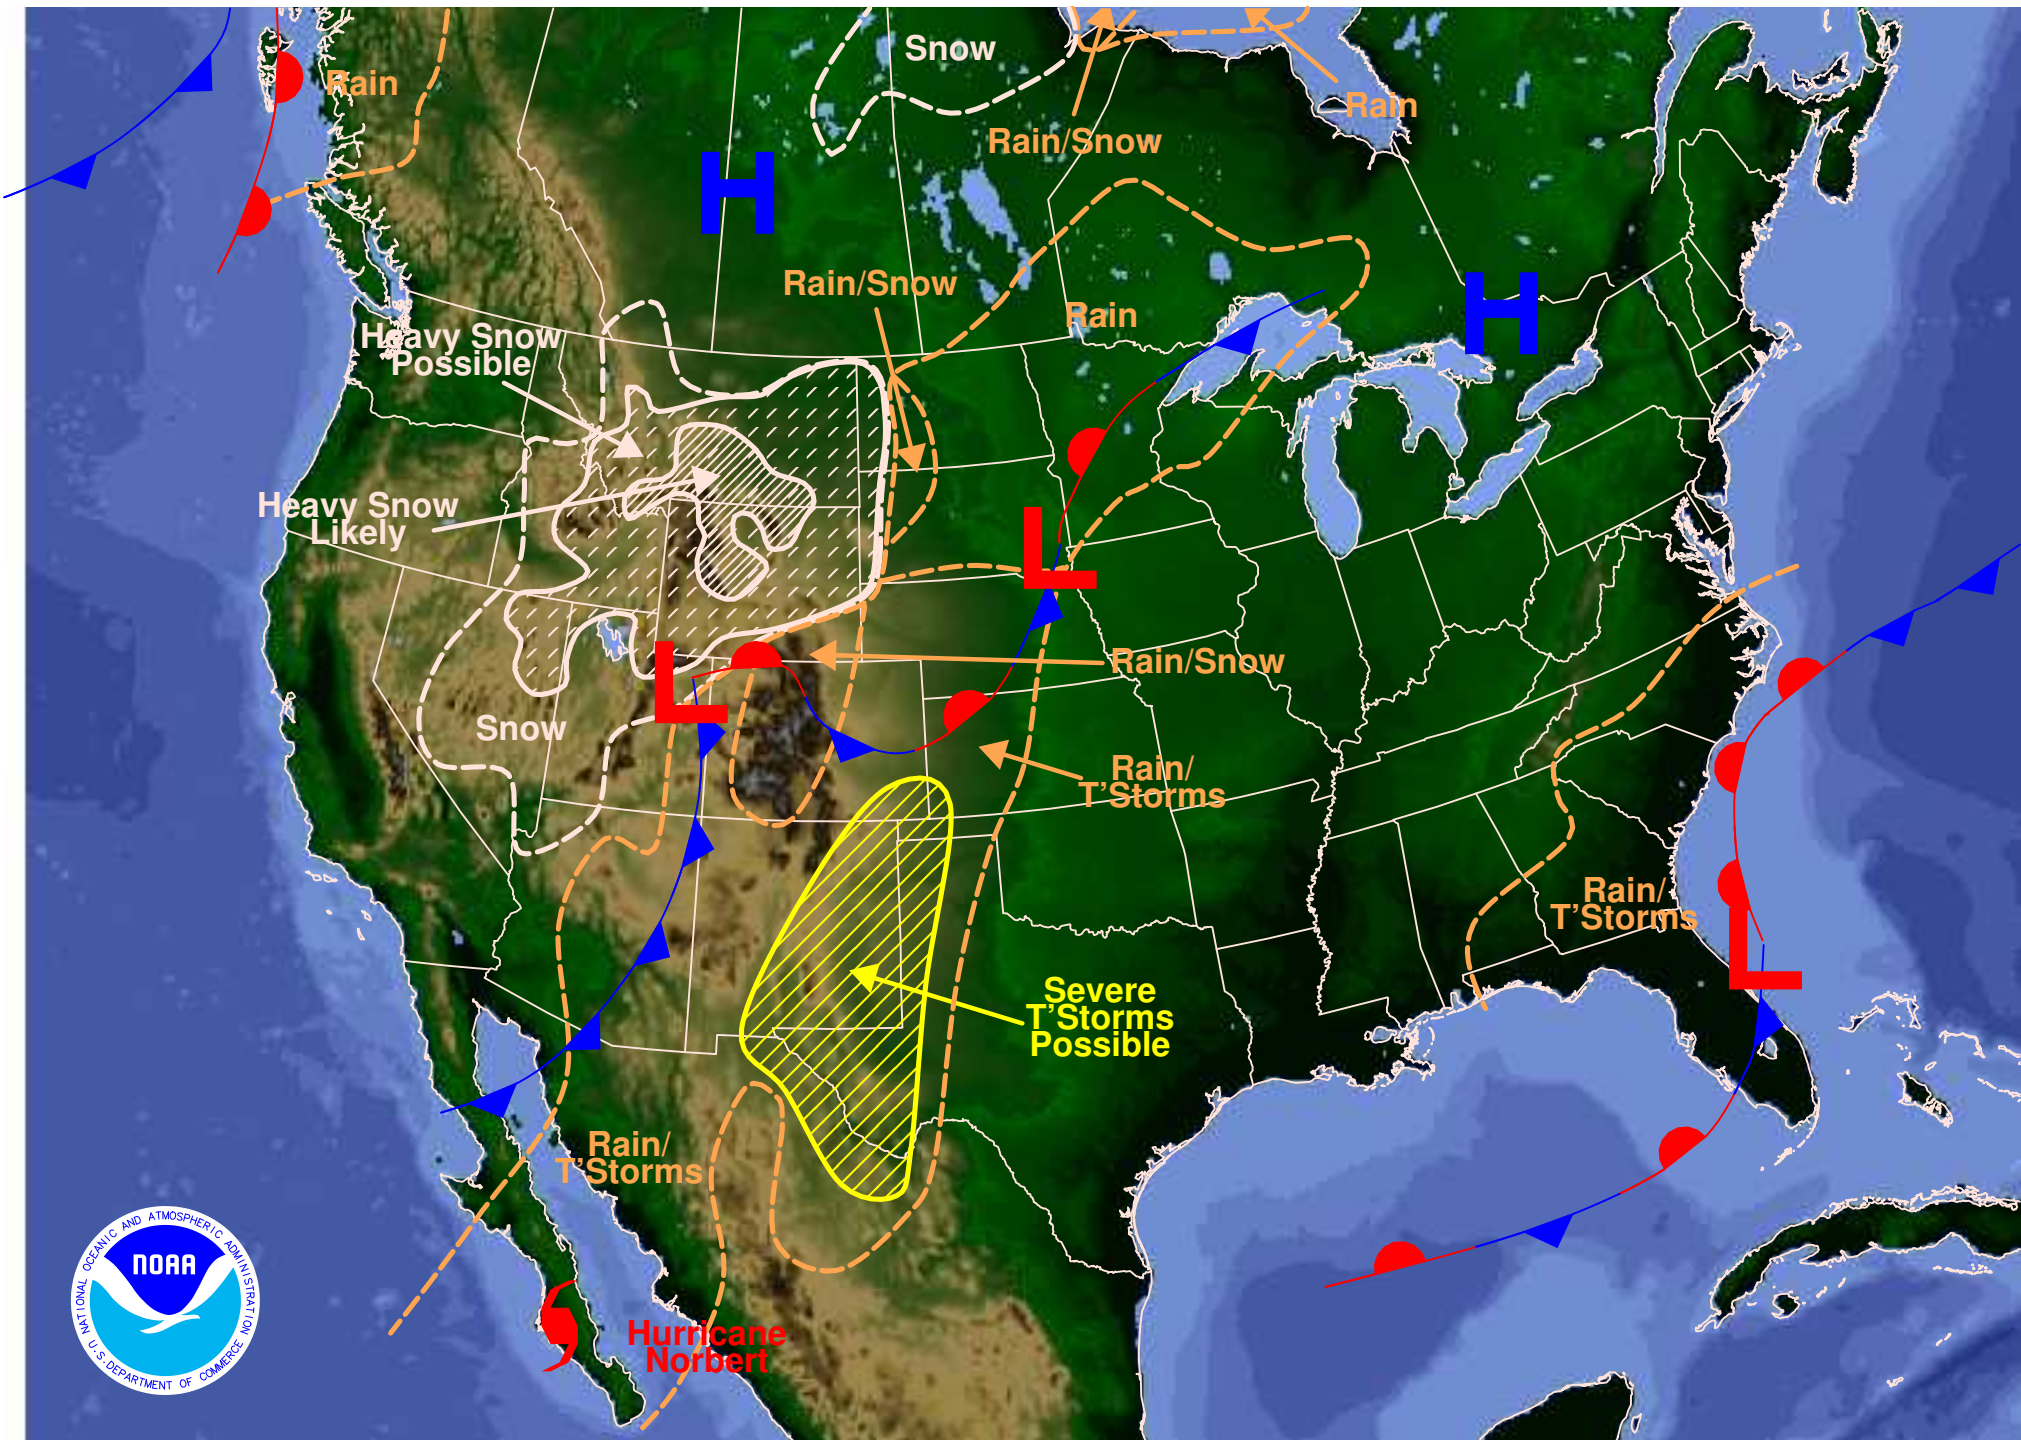 Snow
Rain
Rain
Rain/Snow
H
Rain/Snow
H
Rain
Heavy Snow
Possible
Heavy Snow
Likely
L
Rain/Snow
L
Snow
Rain/
T'Storms
Rain/
T'Storms
L
Severe
T'Storms
Possible
Rain/
T'Storms
Hurricane
Norbert
NATIONAL OCEANIC AND ATMOSPHERIC ADMINISTRATION
NOAA
U.S. DEPARTMENT OF COMMERCE